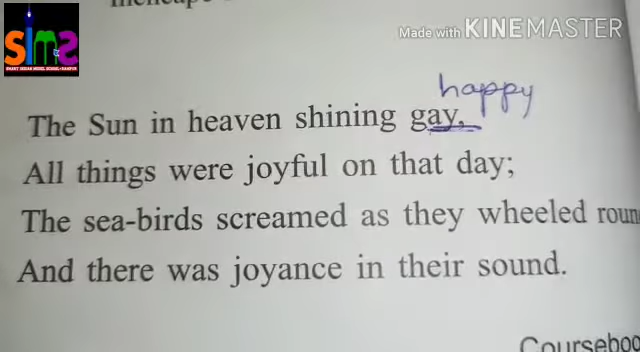 Made with KINEMASTER
sims
happy
The Sun in heaven shining gay,
All things were joyful on that day;
The sea-birds screamed as they wheeled roun
And there was joyance in their sound.
Courseboo